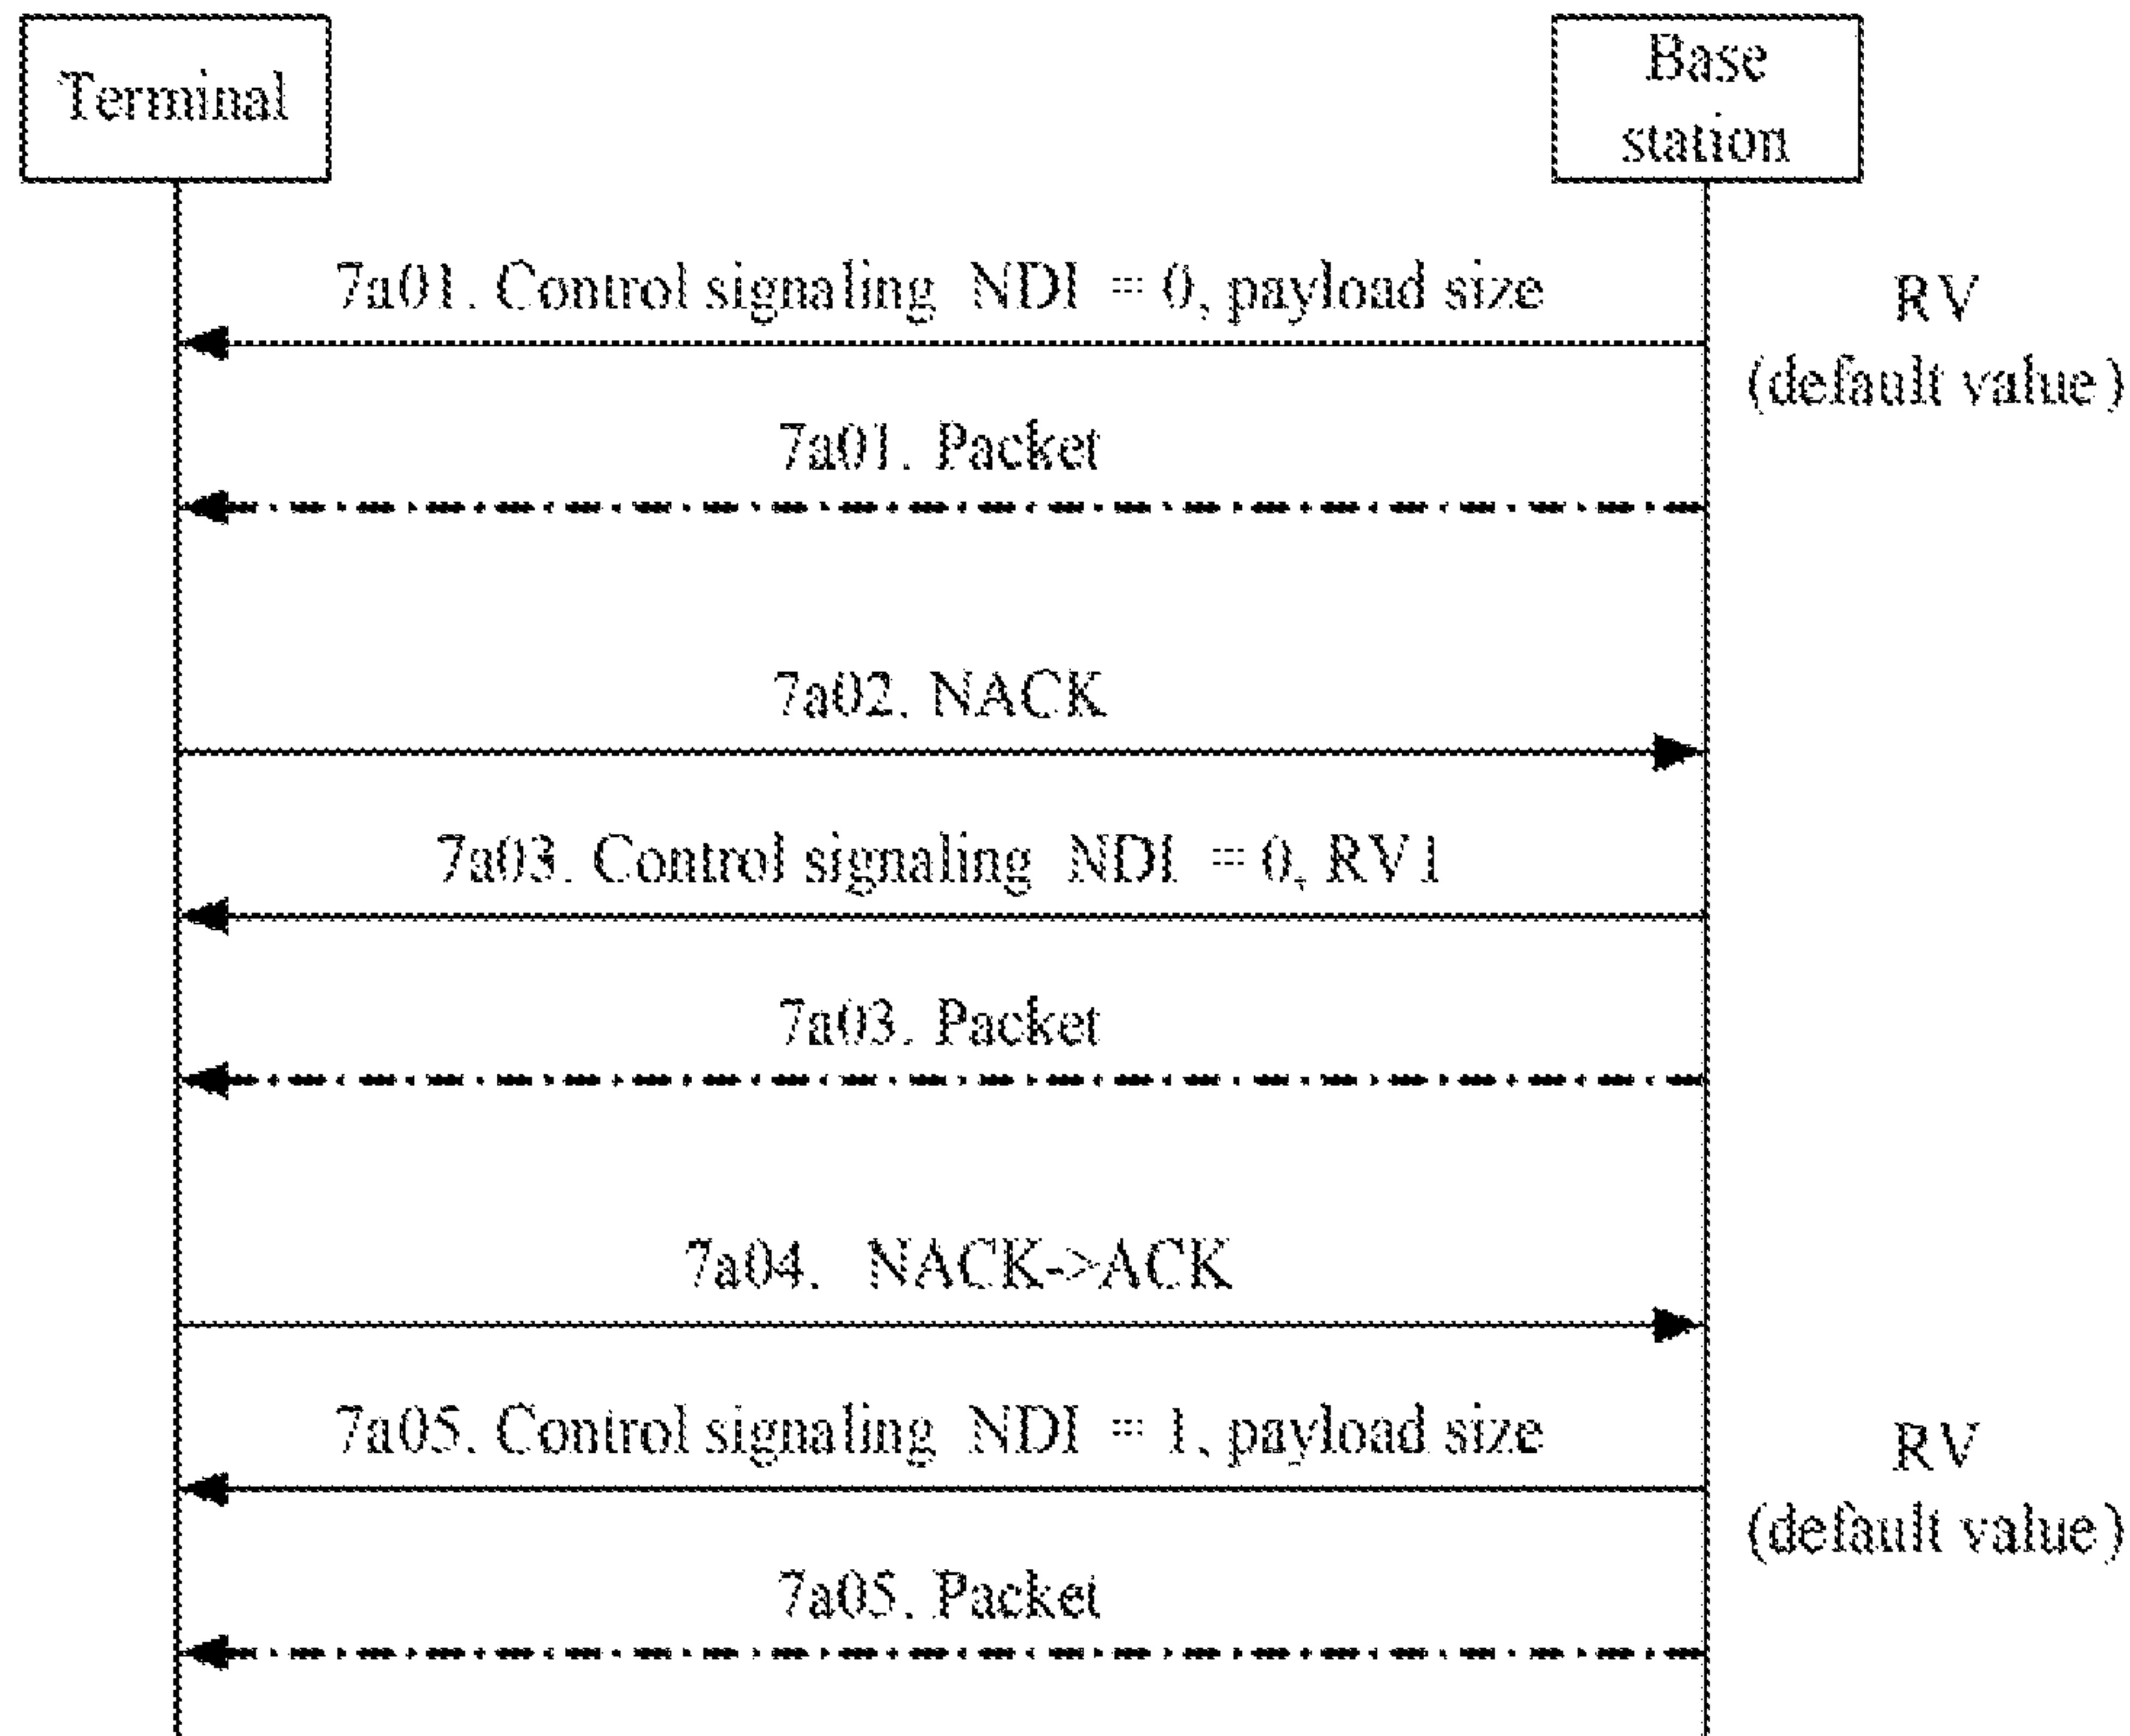 Terminal
Base
station
7a01. Control signaling NDI = 0, payload size
RV
(default value)
7a01. Packet
7a02. NACK
7a03. Control signaling NDI = 0, RV1
7a03. Packet
7a04. NACK->ACK
7a05. Control signaling NDI = 1, payload size
RV
(default value)
7a05. Packet